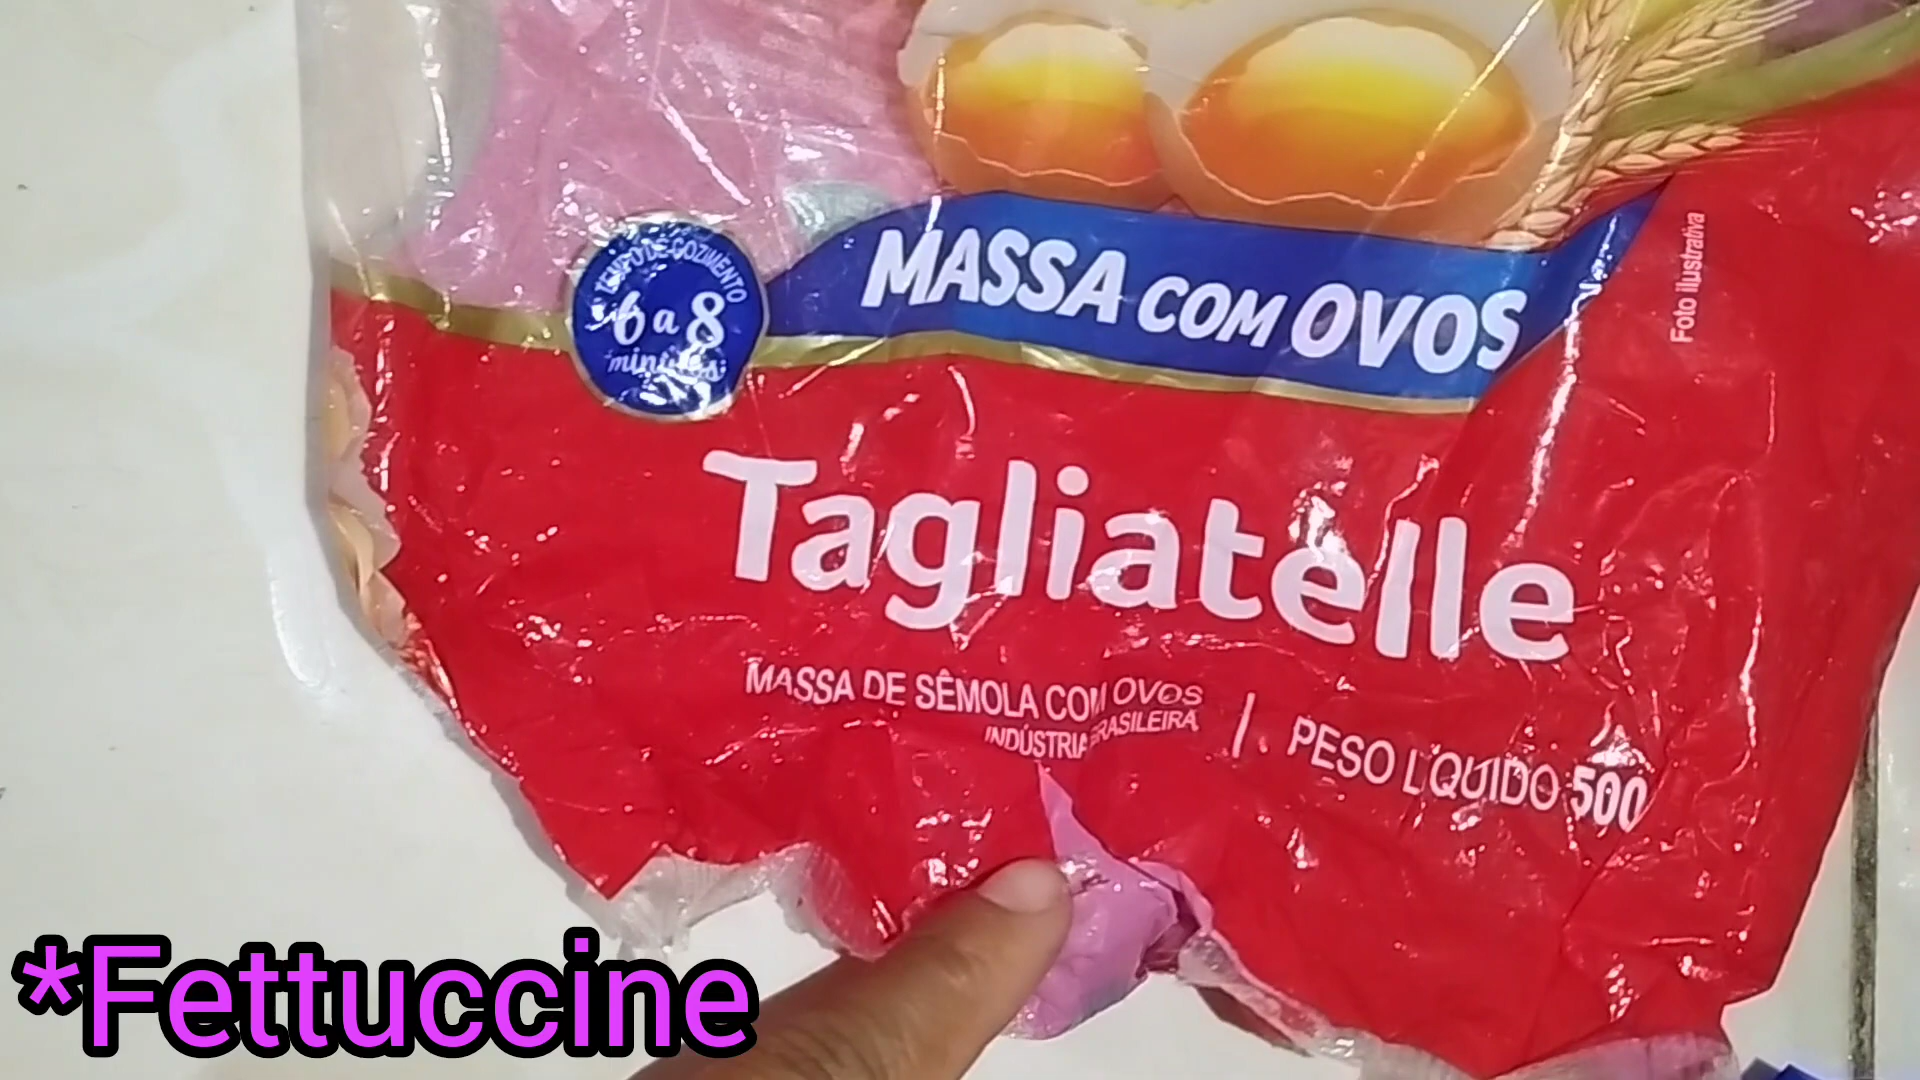 MASSA COM OVOS
TEMPO DE COZIMENTO
6 a 8
minutos
Foto ilustrativa
Tagliatelle
MASSA DE SÊMOLA COM OVOS
INDÚSTRIA BRASILEIRA
PESO LÍQUIDO 500
*Fettuccine